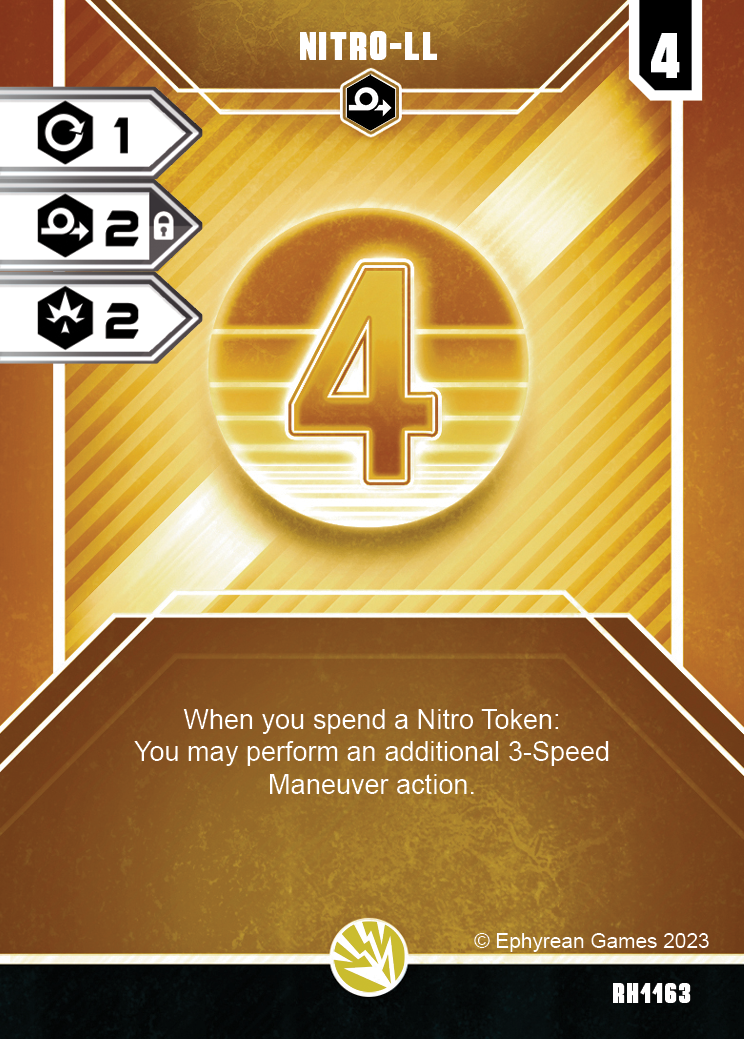 NITRO-LL
4
1
2
2
4
When you spend a Nitro Token:
You may perform an additional 3-Speed
Maneuver action.
© Ephyrean Games 2023
RH1163